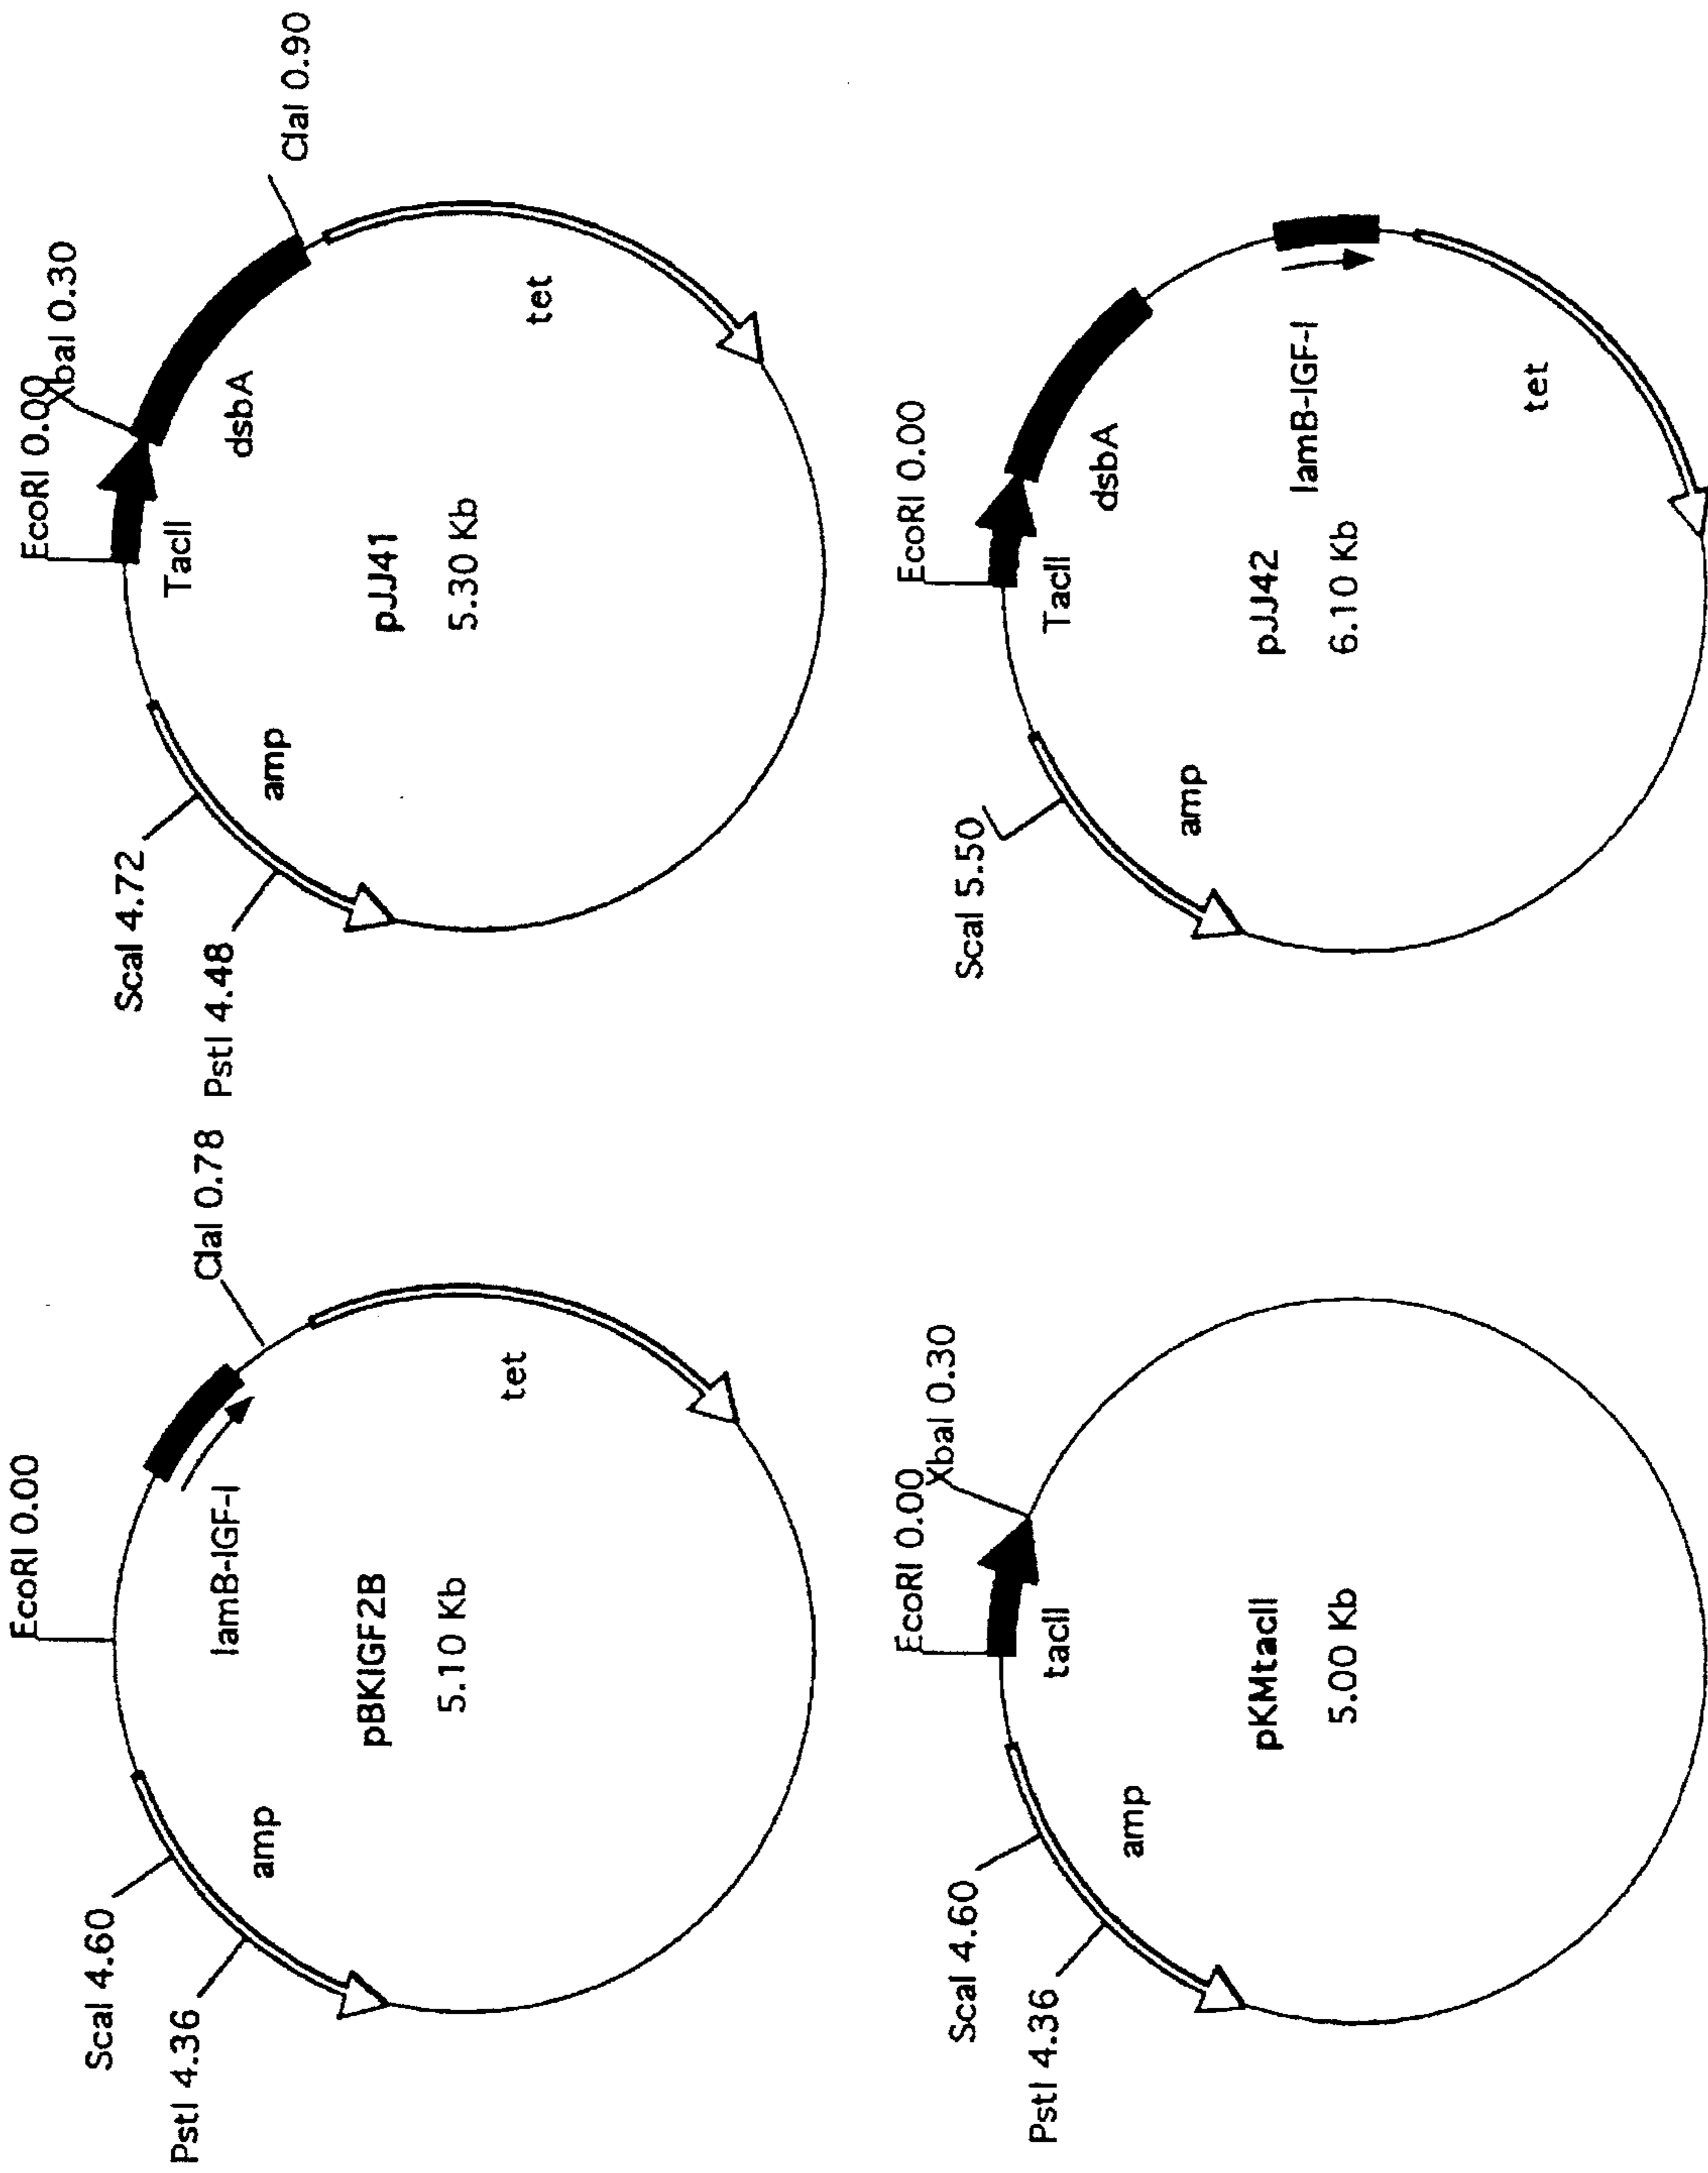 EcoRI 0.00
ScaI 4.60
PstI 4.36
ClaI 0.78
lamB-IGF-I
amp
tet
pBKIGF2B
5.10 Kb
EcoRI 0.00
XbaI 0.30
ScaI 4.72
PstI 4.48
ClaI 0.90
TacII
dsbA
amp
tet
pJJ41
5.30 Kb
EcoRI 0.00
XbaI 0.30
ScaI 4.60
PstI 4.36
tacII
amp
pKMtacII
5.00 Kb
EcoRI 0.00
ScaI 5.50
TacII
dsbA
amp
lamB-IGF-I
tet
pJJ42
6.10 Kb